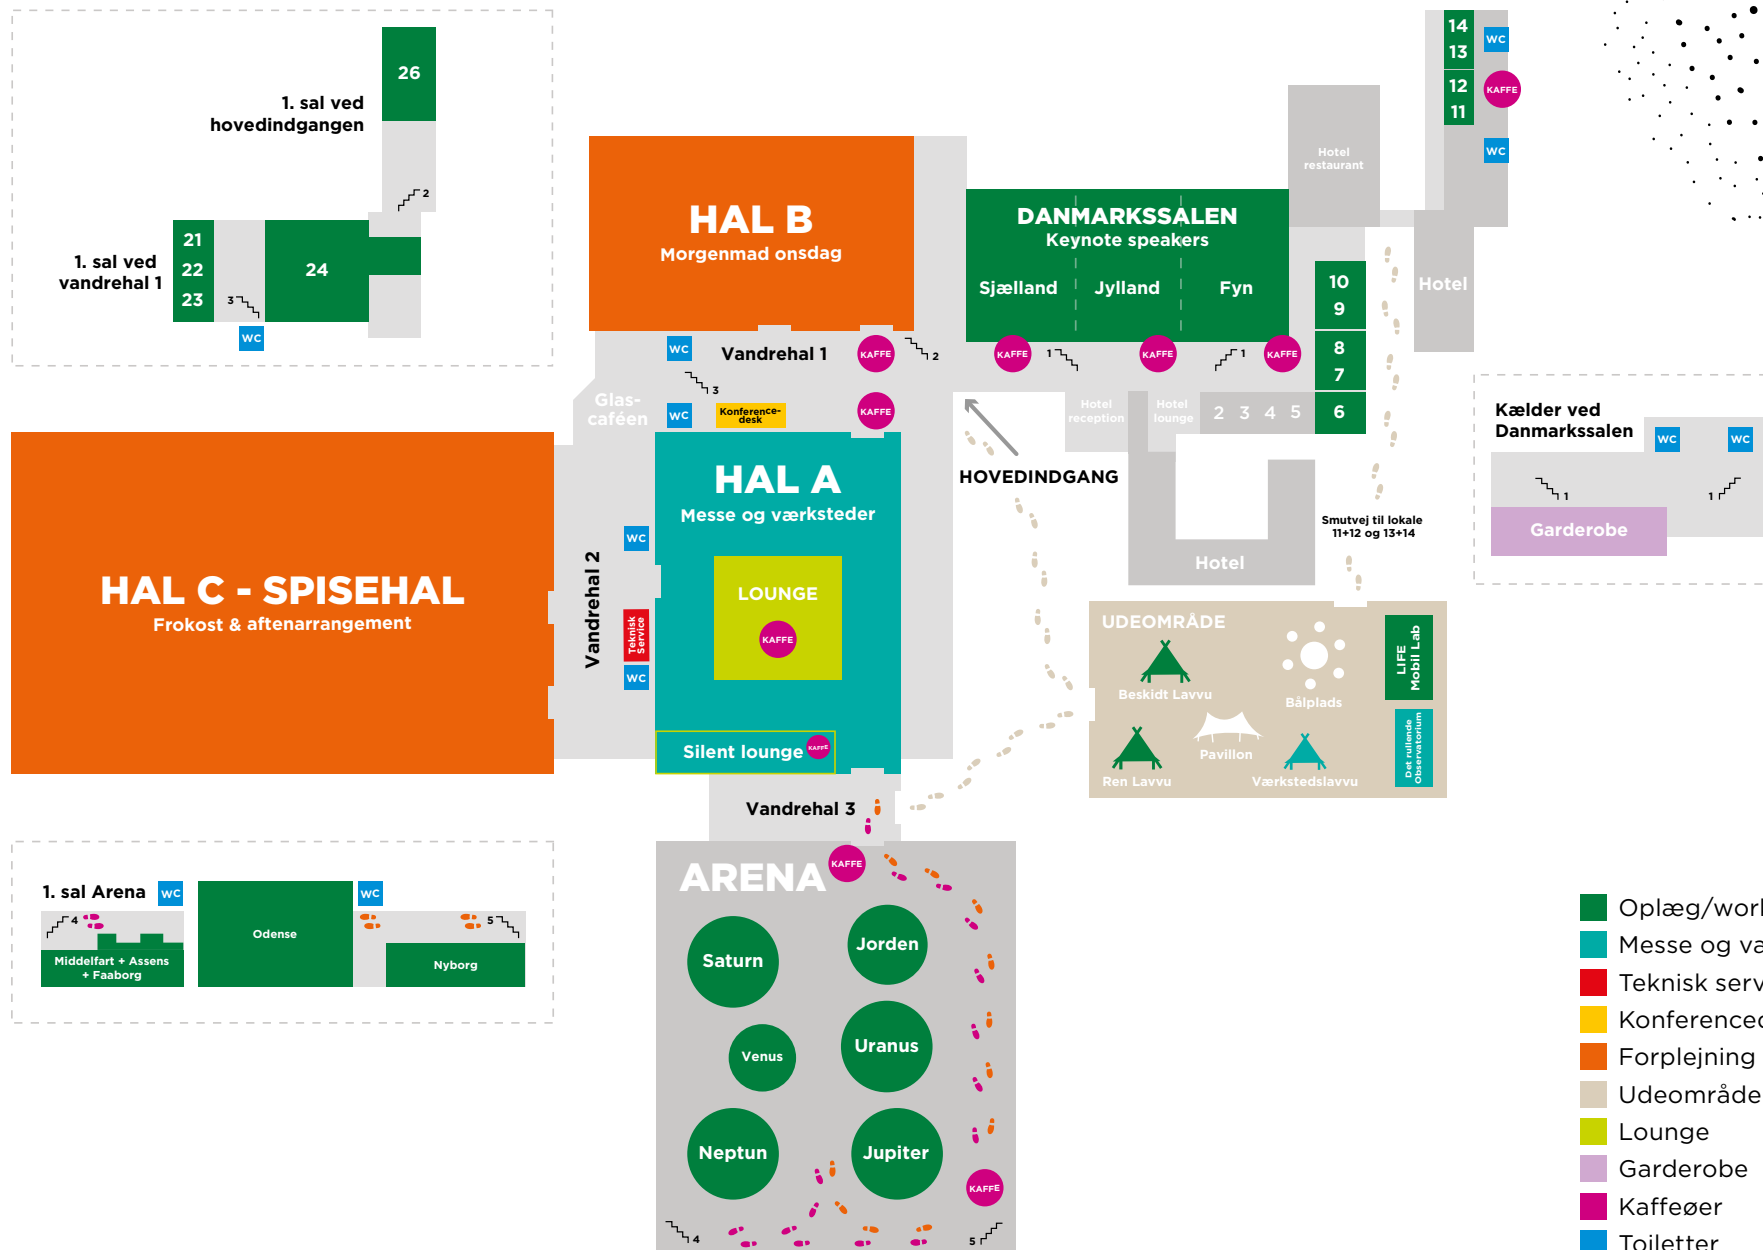 1. sal ved
hovedindgangen
26
2
1. sal ved
vandrehal 1
21
22
23
24
3
WC
HAL B
Morgenmad onsdag
DANMARKSSALEN
Keynote speakers
Sjælland
Jylland
Fyn
Hotel
restaurant
14
13
12
11
WC
KAFFE
WC
Hotel
10
9
8
7
6
WC
Vandrehal 1
KAFFE
2
KAFFE
1
KAFFE
1
KAFFE
3
Glas-
caféen
WC
Konference-
desk
KAFFE
Hotel
reception
Hotel
lounge
2 3 4 5
HOVEDINDGANG
Kælder ved
Danmarkssalen
WC
WC
1
1
Garderobe
HAL C - SPISEHAL
Frokost & aftenarrangement
Vandrehal 2
WC
Teknisk
Service
WC
HAL A
Messe og værksteder
LOUNGE
KAFFE
Silent lounge
KAFFE
Hotel
Smutvej til lokale
11+12 og 13+14
UDEOMRÅDE
Beskidt Lavvu
Bålplads
LIFE
Mobil Lab
Pavillon
Ren Lavvu
Værkstedslavvu
Det rullende
Observatorium
Vandrehal 3
1. sal Arena
WC
WC
4
5
Middelfart + Assens
+ Faaborg
Odense
Nyborg
ARENA
KAFFE
Saturn
Jorden
Venus
Uranus
Neptun
Jupiter
KAFFE
4
5
Oplæg/worl
Messe og væ
Teknisk serv
Konferenced
Forplejning
Udeområde
Lounge
Garderobe
Kaffeøer
Toiletter